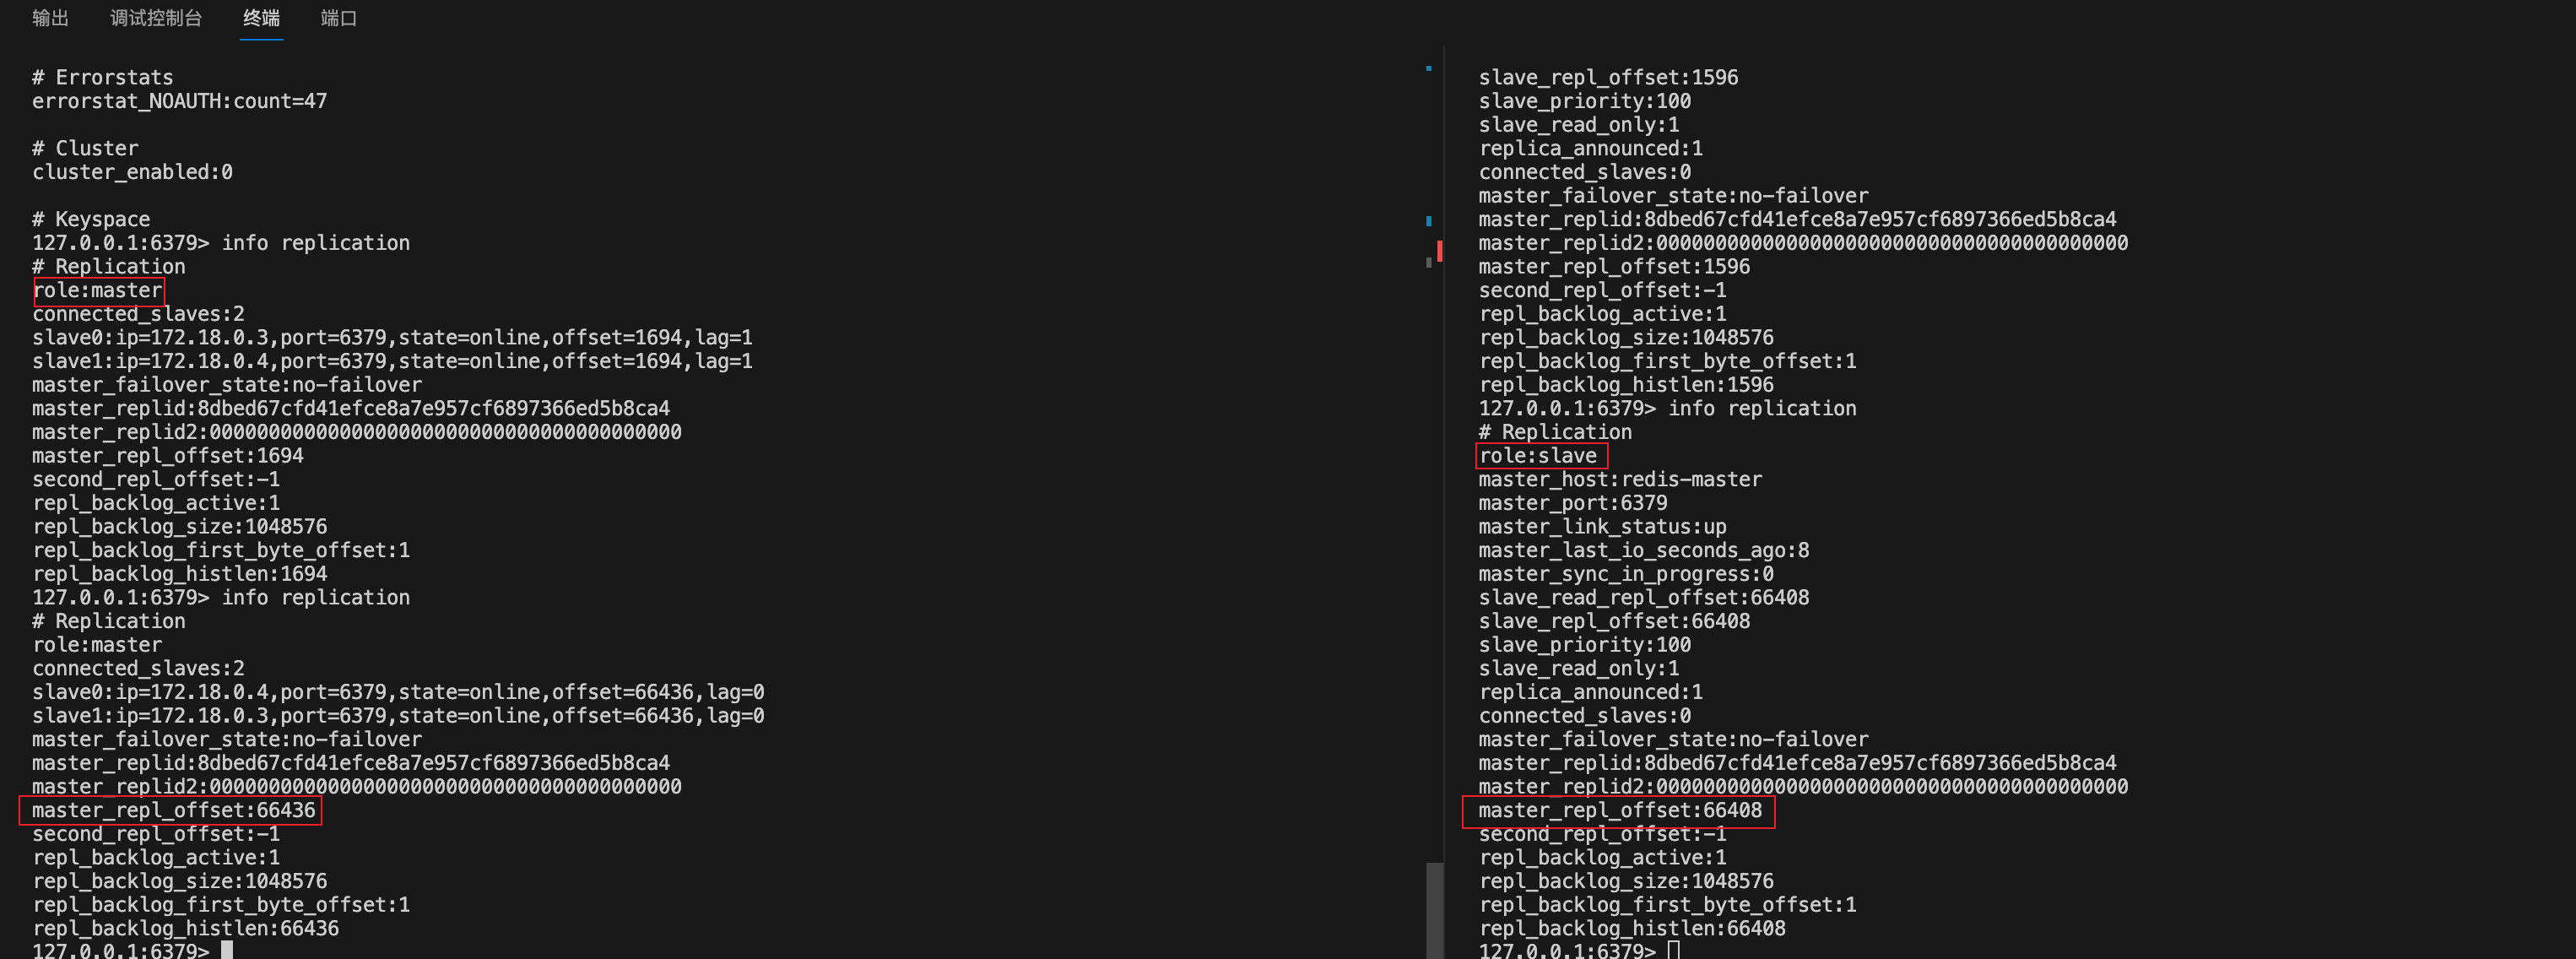 输出 调试控制台 终端 端口
# Errorstats
errorstat_NOAUTH:count=47
# Cluster
cluster_enabled:0
# Keyspace
127.0.0.1:6379> info replication
# Replication
role:master
connected_slaves:2
slave0:ip=172.18.0.3,port=6379,state=online,offset=1694,lag=1
slave1:ip=172.18.0.4,port=6379,state=online,offset=1694,lag=1
master_failover_state:no-failover
master_replid:8dbed67cfd41efce8a7e957cf6897366ed5b8ca4
master_replid2:0000000000000000000000000000000000000000
master_repl_offset:1694
second_repl_offset:-1
repl_backlog_active:1
repl_backlog_size:1048576
repl_backlog_first_byte_offset:1
repl_backlog_histlen:1694
127.0.0.1:6379> info replication
# Replication
role:master
connected_slaves:2
slave0:ip=172.18.0.4,port=6379,state=online,offset=66436,lag=0
slave1:ip=172.18.0.3,port=6379,state=online,offset=66436,lag=0
master_failover_state:no-failover
master_replid:8dbed67cfd41efce8a7e957cf6897366ed5b8ca4
master_replid2:0000000000000000000000000000000000000000
master_repl_offset:66436
second_repl_offset:-1
repl_backlog_active:1
repl_backlog_size:1048576
repl_backlog_first_byte_offset:1
repl_backlog_histlen:66436
127.0.0.1:6379>
slave_repl_offset:1596
slave_priority:100
slave_read_only:1
replica_announced:1
connected_slaves:0
master_failover_state:no-failover
master_replid:8dbed67cfd41efce8a7e957cf6897366ed5b8ca4
master_replid2:0000000000000000000000000000000000000000
master_repl_offset:1596
second_repl_offset:-1
repl_backlog_active:1
repl_backlog_size:1048576
repl_backlog_first_byte_offset:1
repl_backlog_histlen:1596
127.0.0.1:6379> info replication
# Replication
role:slave
master_host:redis-master
master_port:6379
master_link_status:up
master_last_io_seconds_ago:8
master_sync_in_progress:0
slave_read_repl_offset:66408
slave_repl_offset:66408
slave_priority:100
slave_read_only:1
replica_announced:1
connected_slaves:0
master_failover_state:no-failover
master_replid:8dbed67cfd41efce8a7e957cf6897366ed5b8ca4
master_replid2:0000000000000000000000000000000000000000
master_repl_offset:66408
second_repl_offset:-1
repl_backlog_active:1
repl_backlog_size:1048576
repl_backlog_first_byte_offset:1
repl_backlog_histlen:66408
127.0.0.1:6379>